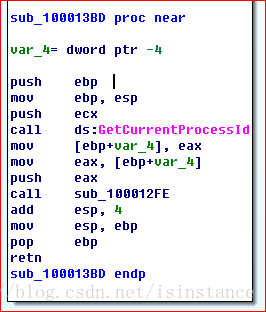 sub_100013BD proc near
var_4= dword ptr -4
push ebp
mov ebp, esp
push ecx
call ds:GetCurrentProcessId
mov [ebp+var_4], eax
mov eax, [ebp+var_4]
push eax
call sub_100012FE
add esp, 4
mov esp, ebp
pop ebp
retn
sub_100013BD endp
//blog.csdn.net/isinstance